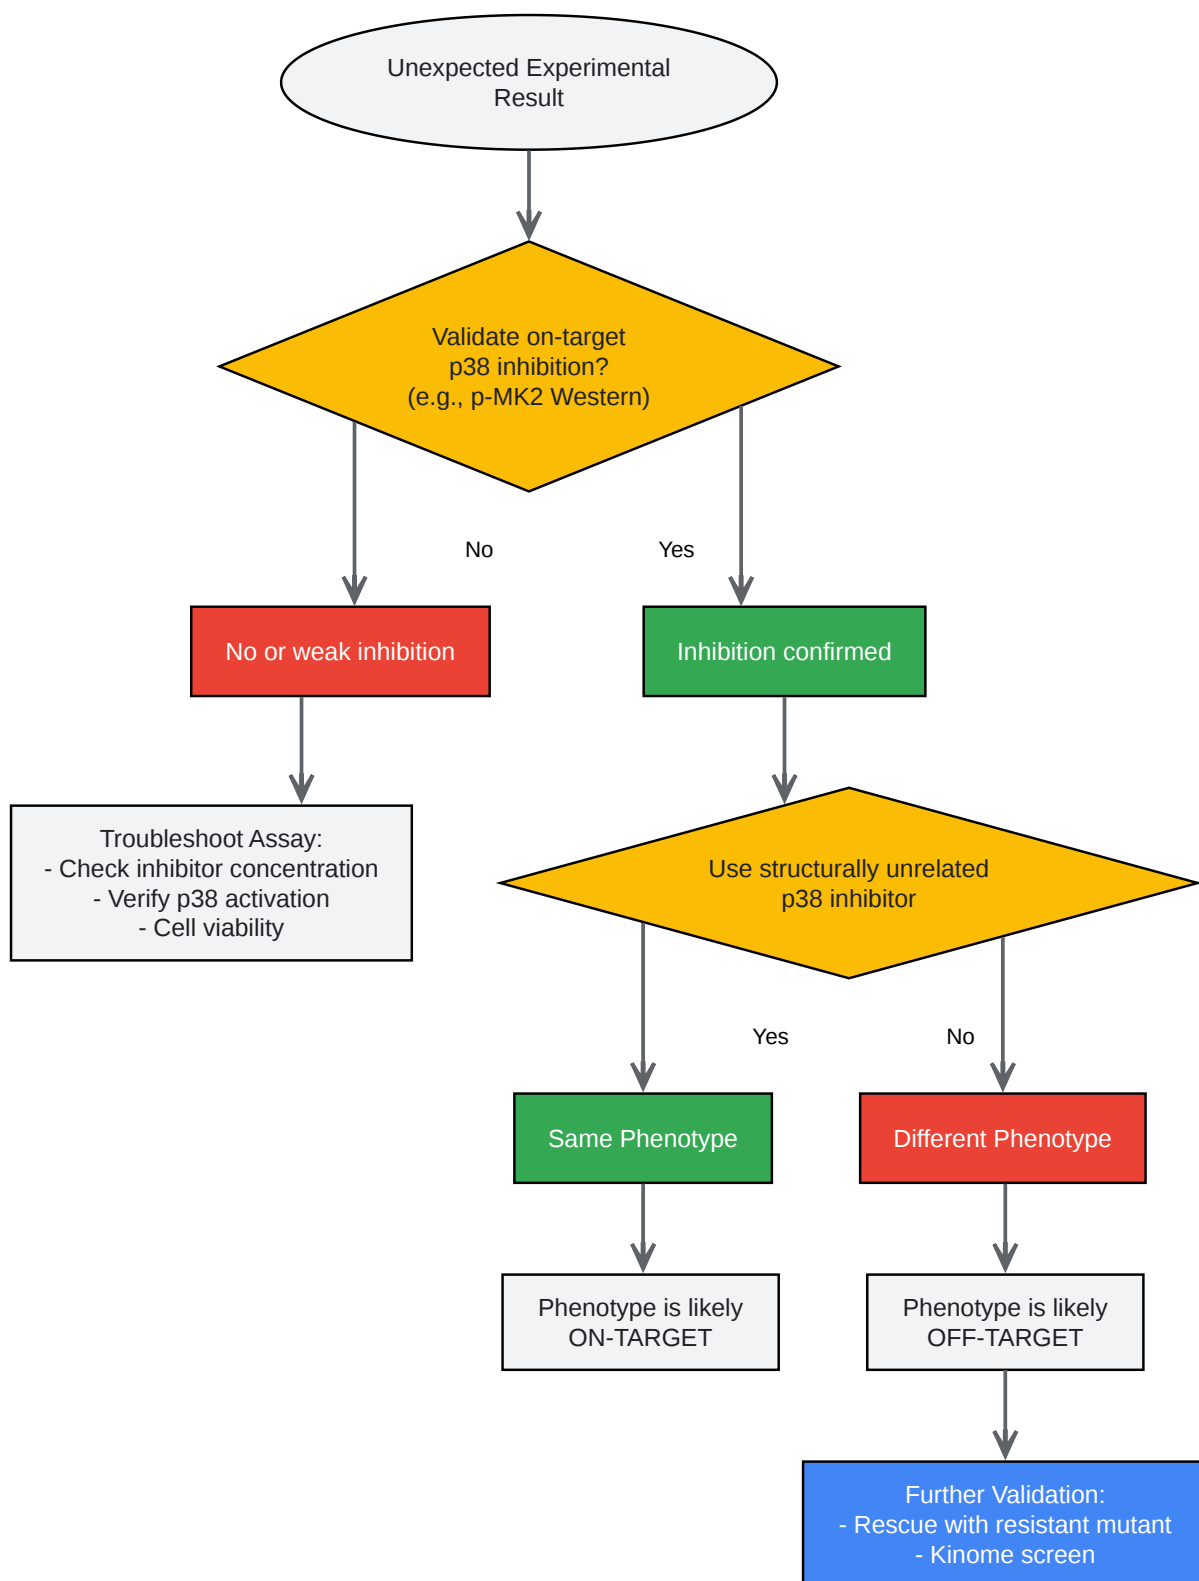 Unexpected Experimental
Result
Validate on-target
p38 inhibition?
(e.g., p-MK2 Western)
No
Yes
No or weak inhibition
Inhibition confirmed
Troubleshoot Assay:
- Check inhibitor concentration
- Verify p38 activation
- Cell viability
Use structurally unrelated
p38 inhibitor
Yes
No
Same Phenotype
Different Phenotype
Phenotype is likely
ON-TARGET
Phenotype is likely
OFF-TARGET
Further Validation:
- Rescue with resistant mutant
- Kinome screen